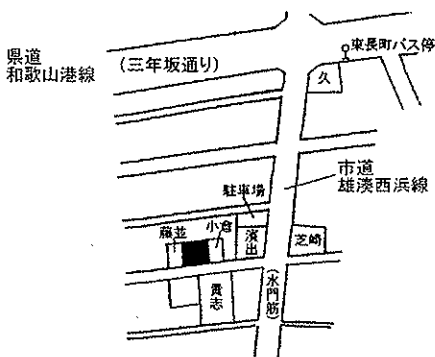 東長町バス停
県道
和歌山港線
(三年坂通り)
久
市道
雄湊西浜線
駐車場
藤並
小倉
濱出
芝崎
貴志
(水門筋)